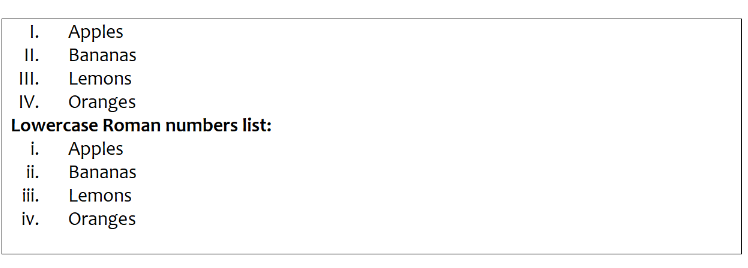 I. Apples
II. Bananas
III. Lemons
IV. Oranges
Lowercase Roman numbers list:
i. Apples
ii. Bananas
iii. Lemons
iv. Oranges